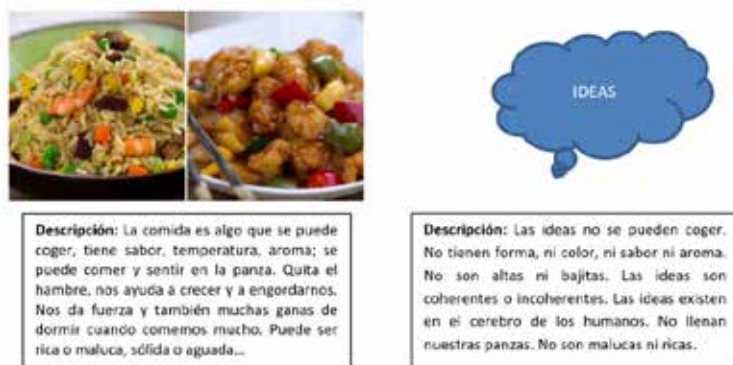 IDEAS
Descripción: La comida es algo que se puede
coger, tiene sabor, temperatura, aroma; se
puede comer y sentir en la panza. Quita el
hambre, nos ayuda a crecer y a engordarnos.
Nos da fuerza y también muchas ganas de
dormir cuando comemos mucho. Puede ser
rica o maluca, sólida o aguada...
Descripción: Las ideas no se pueden coger.
No tienen forma, ni color, ni sabor ni aroma.
No son altas ni bajitas. Las ideas son
coherentes o incoherentes. Las ideas existen
en el cerebro de los humanos. No llenan
nuestras panzas. No son malucas ni ricas.